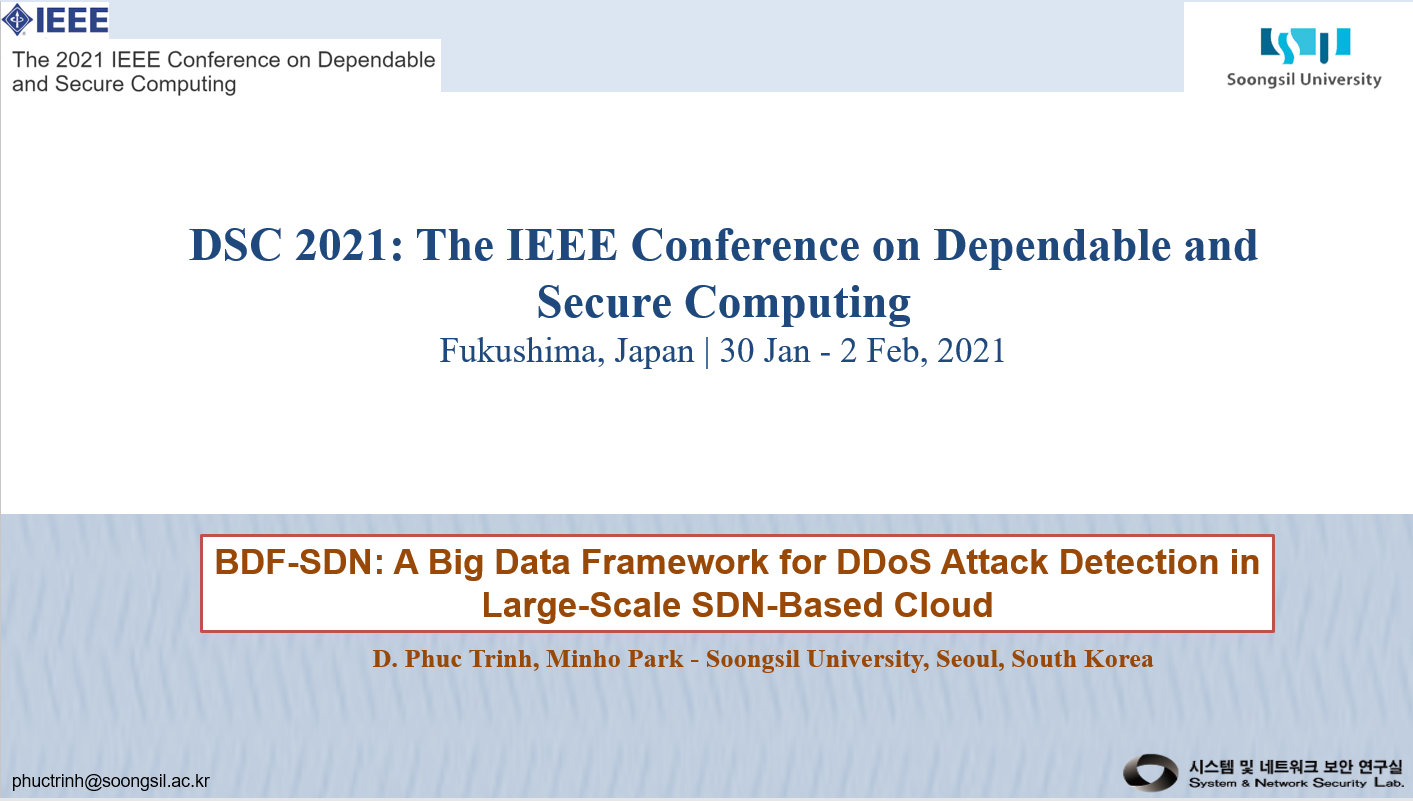 IEEE
The 2021 IEEE Conference on Dependable
and Secure Computing
Soongsil University
DSC 2021: The IEEE Conference on Dependable and
Secure Computing
Fukushima, Japan | 30 Jan - 2 Feb, 2021
BDF-SDN: A Big Data Framework for DDoS Attack Detection in
Large-Scale SDN-Based Cloud
D. Phuc Trinh, Minho Park - Soongsil University, Seoul, South Korea
phuctrinh@soongsil.ac.kr
시스템 및 네트워크 보안 연구실
System & Network Security Lab.